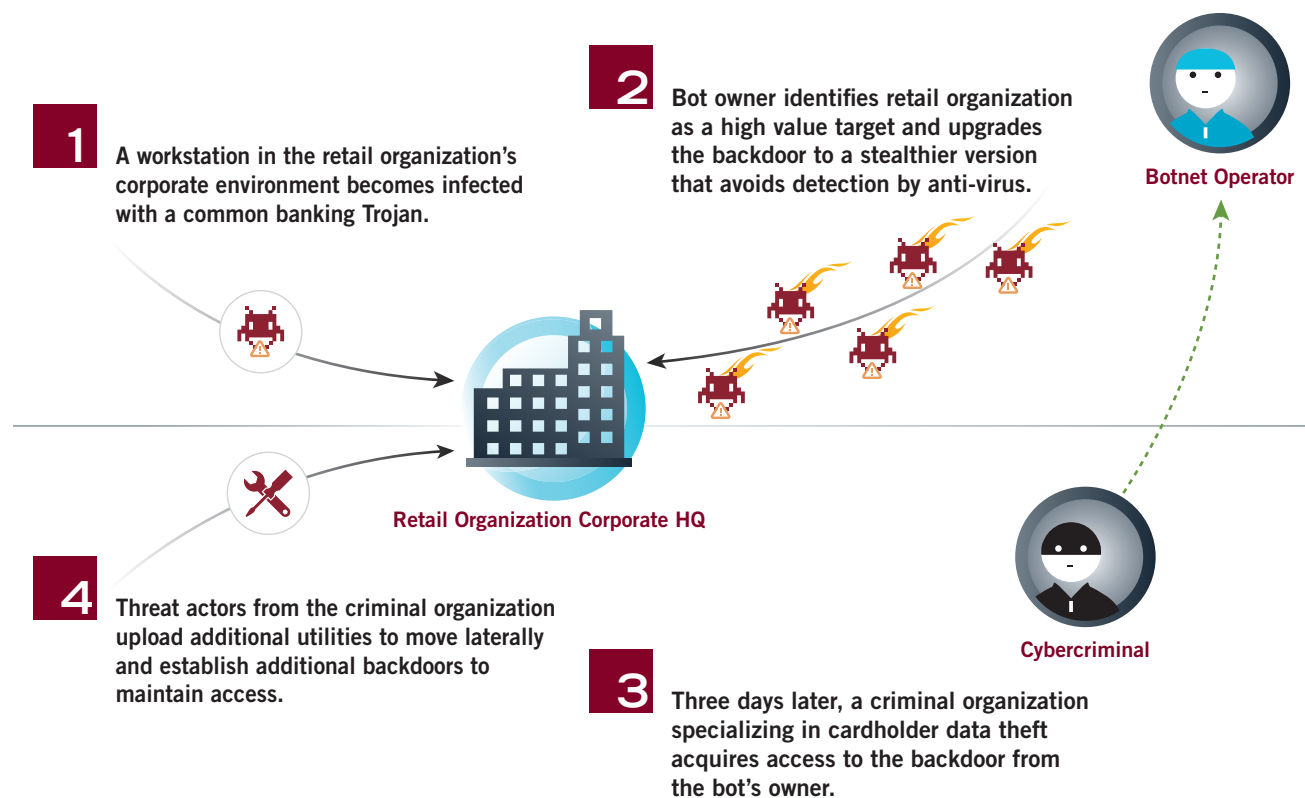 1
A workstation in the retail organization's
corporate environment becomes infected
with a common banking Trojan.
2
Bot owner identifies retail organization
as a high value target and upgrades
the backdoor to a stealthier version
that avoids detection by anti-virus.
Botnet Operator
Retail Organization Corporate HQ
Cybercriminal
3
Three days later, a criminal organization
specializing in cardholder data theft
acquires access to the backdoor from
the bot's owner.
4
Threat actors from the criminal organization
upload additional utilities to move laterally
and establish additional backdoors to
maintain access.